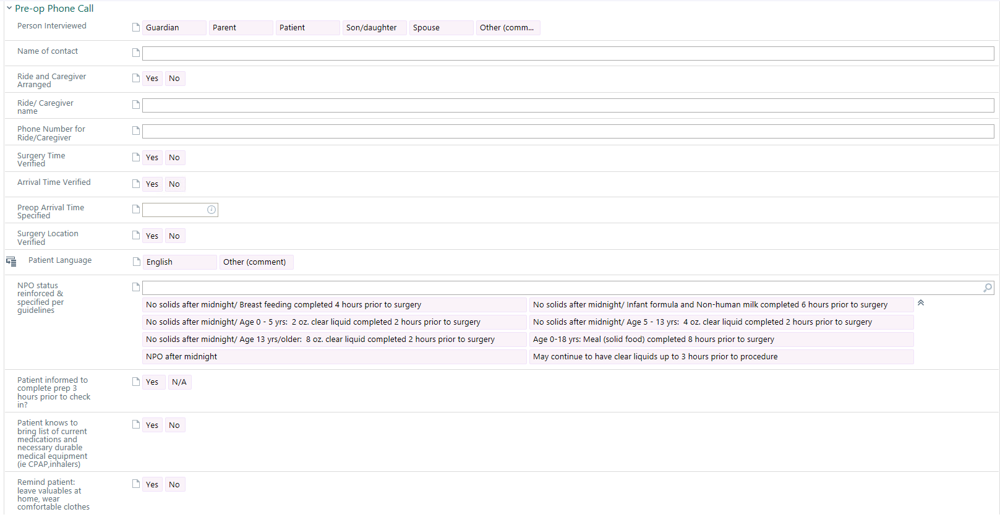 Pre-op Phone Call
Person Interviewed
Guardian Parent Patient Son/daughter Spouse Other (comm...
Name of contact
Ride and Caregiver
Arranged
Yes No
Ride/ Caregiver
name
Phone Number for
Ride/Caregiver
Surgery Time
Verified
Yes No
Arrival Time Verified
Yes No
Preop Arrival Time
Specified
Surgery Location
Verified
Yes No
Patient Language
English Other (comment)
NPO status
reinforced &
specified per
guidelines
No solids after midnight/ Breast feeding completed 4 hours prior to surgery
No solids after midnight/ Infant formula and Non-human milk completed 6 hours prior to surgery
No solids after midnight/ Age 0 - 5 yrs:  2 oz. clear liquid completed 2 hours prior to surgery
No solids after midnight/ Age 5 - 13 yrs:  4 oz. clear liquid completed 2 hours prior to surgery
No solids after midnight/ Age 13 yrs/older:  8 oz. clear liquid completed 2 hours prior to surgery
Age 0-18 yrs: Meal (solid food) completed 8 hours prior to surgery
NPO after midnight
May continue to have clear liquids up to 3 hours prior to procedure
Patient informed to
complete prep 3
hours prior to check
in?
Yes N/A
Patient knows to
bring list of current
medications and
necessary durable
medical equipment
(ie CPAP,inhalers)
Yes No
Remind patient:
leave valuables at
home, wear
comfortable clothes
Yes No